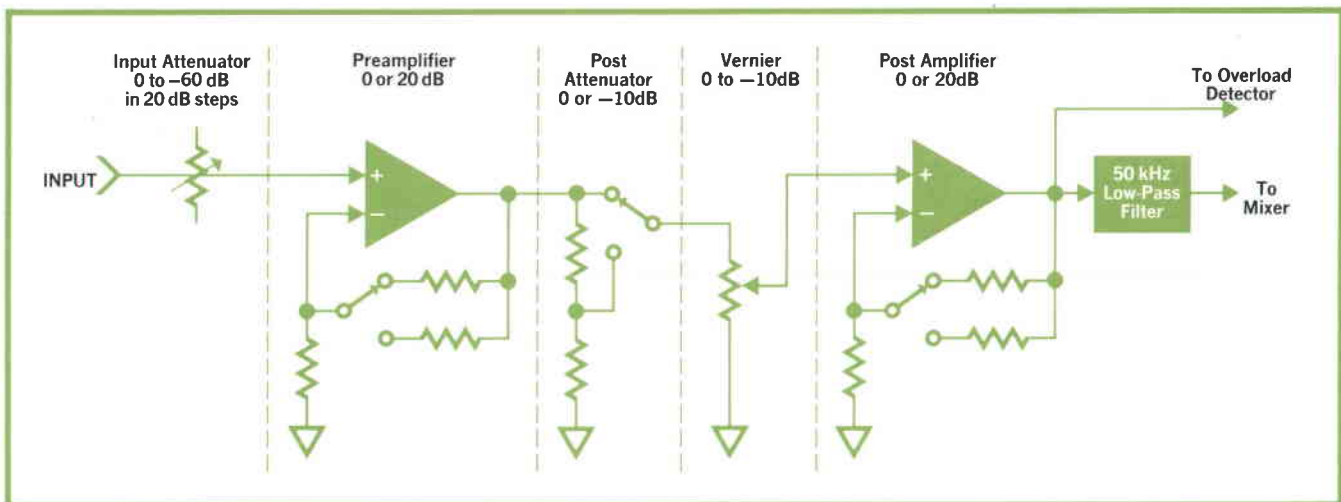 Input Attenuator
0 to –60 dB
in 20 dB steps
Preamplifier
0 or 20 dB
Post
Attenuator
0 or –10dB
Vernier
0 to –10dB
Post Amplifier
0 or 20dB
To Overload
Detector
INPUT
+
–
+
–
50 kHz
Low-Pass
Filter
To
Mixer